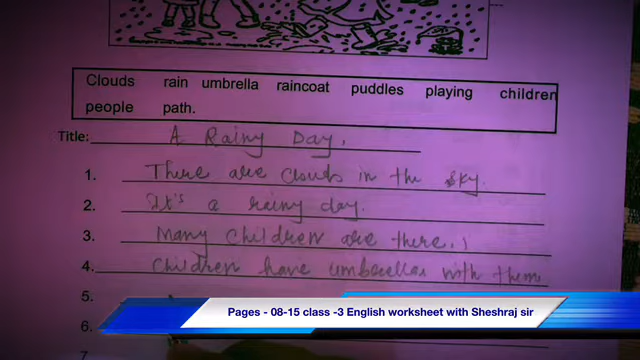 Clouds rain umbrella raincoat puddles playing children
people path.
Title: A Rainy Day.
1. There are clouds in the sky.
2. It's a rainy day.
3. Many children are there.
4. Children have umberellas with them
5.
6.
7
Pages - 08-15 class -3 English worksheet with Sheshraj sir